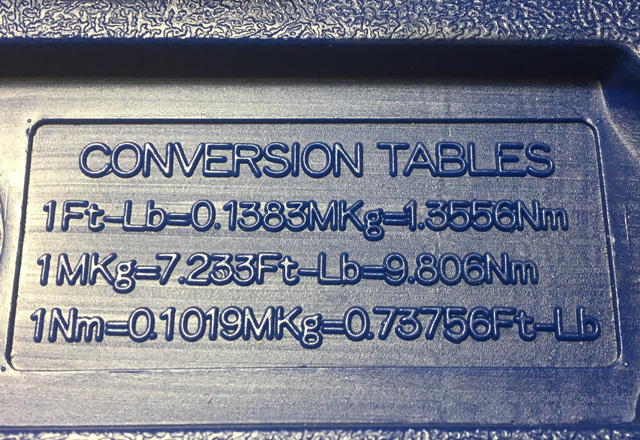 CONVERSION TABLES
1Ft-Lb=0.1383MKg=1.3556Nm
1MKg=7.233Ft-Lb=9.806Nm
1Nm=0.1019MKg=0.73756Ft-Lb